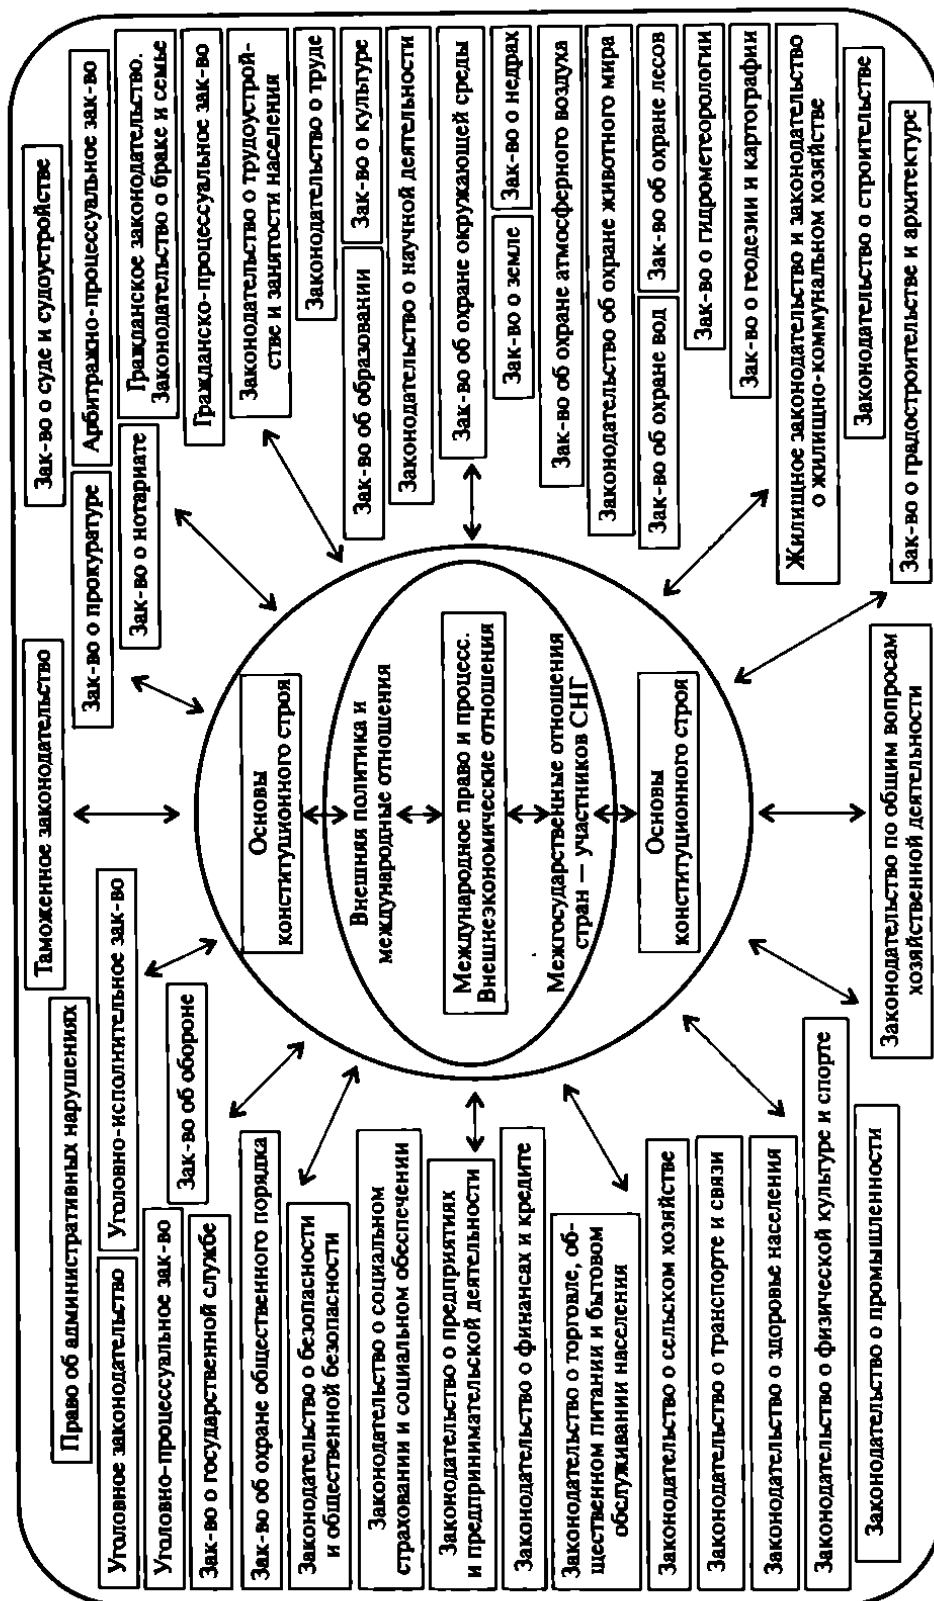 Право об административных нарушениях
Таможенное законодательство
Зак-во о суде и судоустройстве
Уголовное законодательство
Уголовно-исполнительное зак-во
Зак-во о прокуратуре
Арбитражно-процессуальное зак-во
Уголовно-процессуальное зак-во
Зак-во об обороне
Зак-во о нотариате
Гражданское законодательство.
Законодательство о браке и семье
Зак-во о государственной службе
Гражданско-процессуальное зак-во
Зак-во об охране общественного порядка
Законодательство о трудоустрой-
стве и занятости населения
Законодательство о безопасности
и общественной безопасности
Законодательство о труде
Законодательство о социальном
страховании и социальном обеспечении
Зак-во об образовании
Зак-во о культуре
Законодательство о научной деятельности
Законодательство о предприятиях
и предпринимательской деятельности
Зак-во об охране окружающей среды
Законодательство о финансах и кредите
Зак-во о земле
Зак-во о недрах
Законодательство о торговле, об-
щественном питании и бытовом
обслуживании населения
Зак-во об охране атмосферного воздуха
Законодательство об охране животного мира
Законодательство о сельском хозяйстве
Зак-во об охране вод
Зак-во об охране лесов
Законодательство о транспорте и связи
Зак-во о гидрометеорологии
Законодательство о здоровье населения
Зак-во о геодезии и картографии
Законодательство о физической культуре и спорте
Жилищное законодательство и законодательство
о жилищно-коммунальном хозяйстве
Законодательство о промышленности
Законодательство по общим вопросам
хозяйственной деятельности
Законодательство о строительстве
Зак-во о градостроительстве и архитектуре
Основы
конституционного строя
Внешняя политика и
международные отношения
Международное право и процесс.
Внешнеэкономические отношения
Межгосударственные отношения
стран — участников СНГ
Основы
конституционного строя